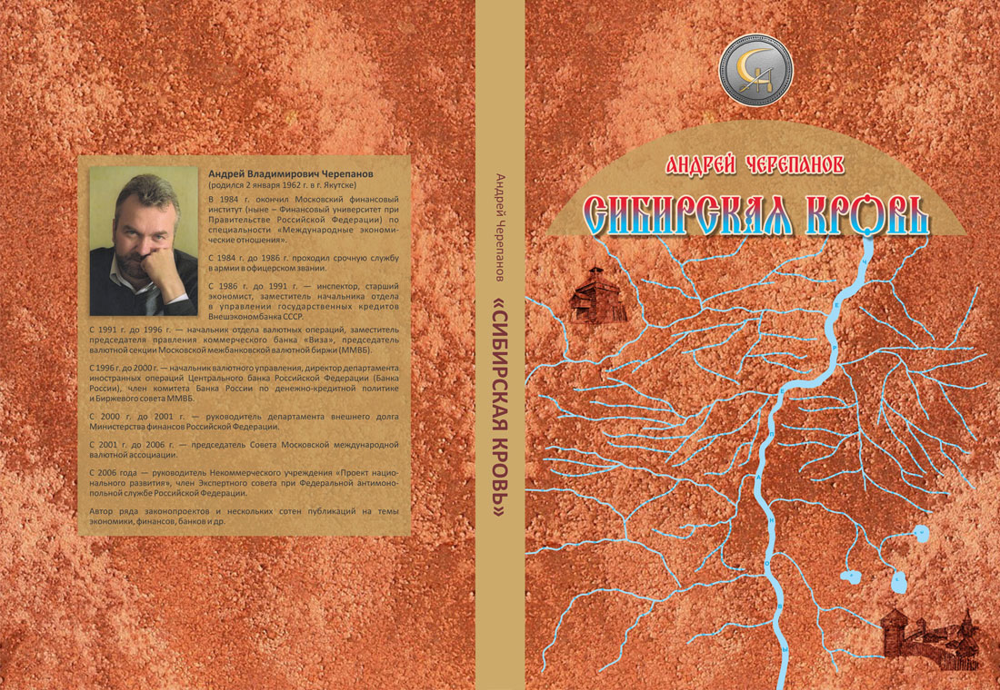 Андрей Владимирович Черепанов
(родился 2 января 1962 г. в г. Якутске)
В 1984 г. окончил Московский финансовый
институт (ныне – Финансовый университет при
Правительстве Российской Федерации) по
специальности «Международные экономи-
ческие отношения».
С 1984 г. до 1986 г. проходил срочную службу
в армии в офицерском звании.
С 1986 г. до 1991 г. — инспектор, старший
экономист, заместитель начальника отдела
в управлении государственных кредитов
Внешэкономбанка СССР.
С 1991 г. до 1996 г. — начальник отдела валютных операций, заместитель
председателя правления коммерческого банка «Виза», председатель
валютной секции Московской межбанковской валютной биржи (ММВБ).
С 1996 г. до 2000 г. — начальник валютного управления, директор департамента
иностранных операций Центрального банка Российской Федерации (Банка
России), член комитета Банка России по денежно-кредитной политике
и Биржевого совета ММВБ.
С 2000 г. до 2001 г. — руководитель департамента внешнего долга
Министерства финансов Российской Федерации.
С 2001 г. до 2006 г. — председатель Совета Московской международной
валютной ассоциации.
С 2006 года — руководитель Некоммерческого учреждения «Проект нацио-
нального развития», член Экспертного совета при Федеральной антимоно-
польной службе Российской Федерации.
Автор ряда законопроектов и нескольких сотен публикаций на темы
экономики, финансов, банков и др.
Андрей Черепанов «СИБИРСКАЯ КРОВЬ»
АНДРЕЙ ЧЕРЕПАНОВ
СИБИРСКАЯ КРОВЬ
Е
Р
А
Н
О
В
Ы